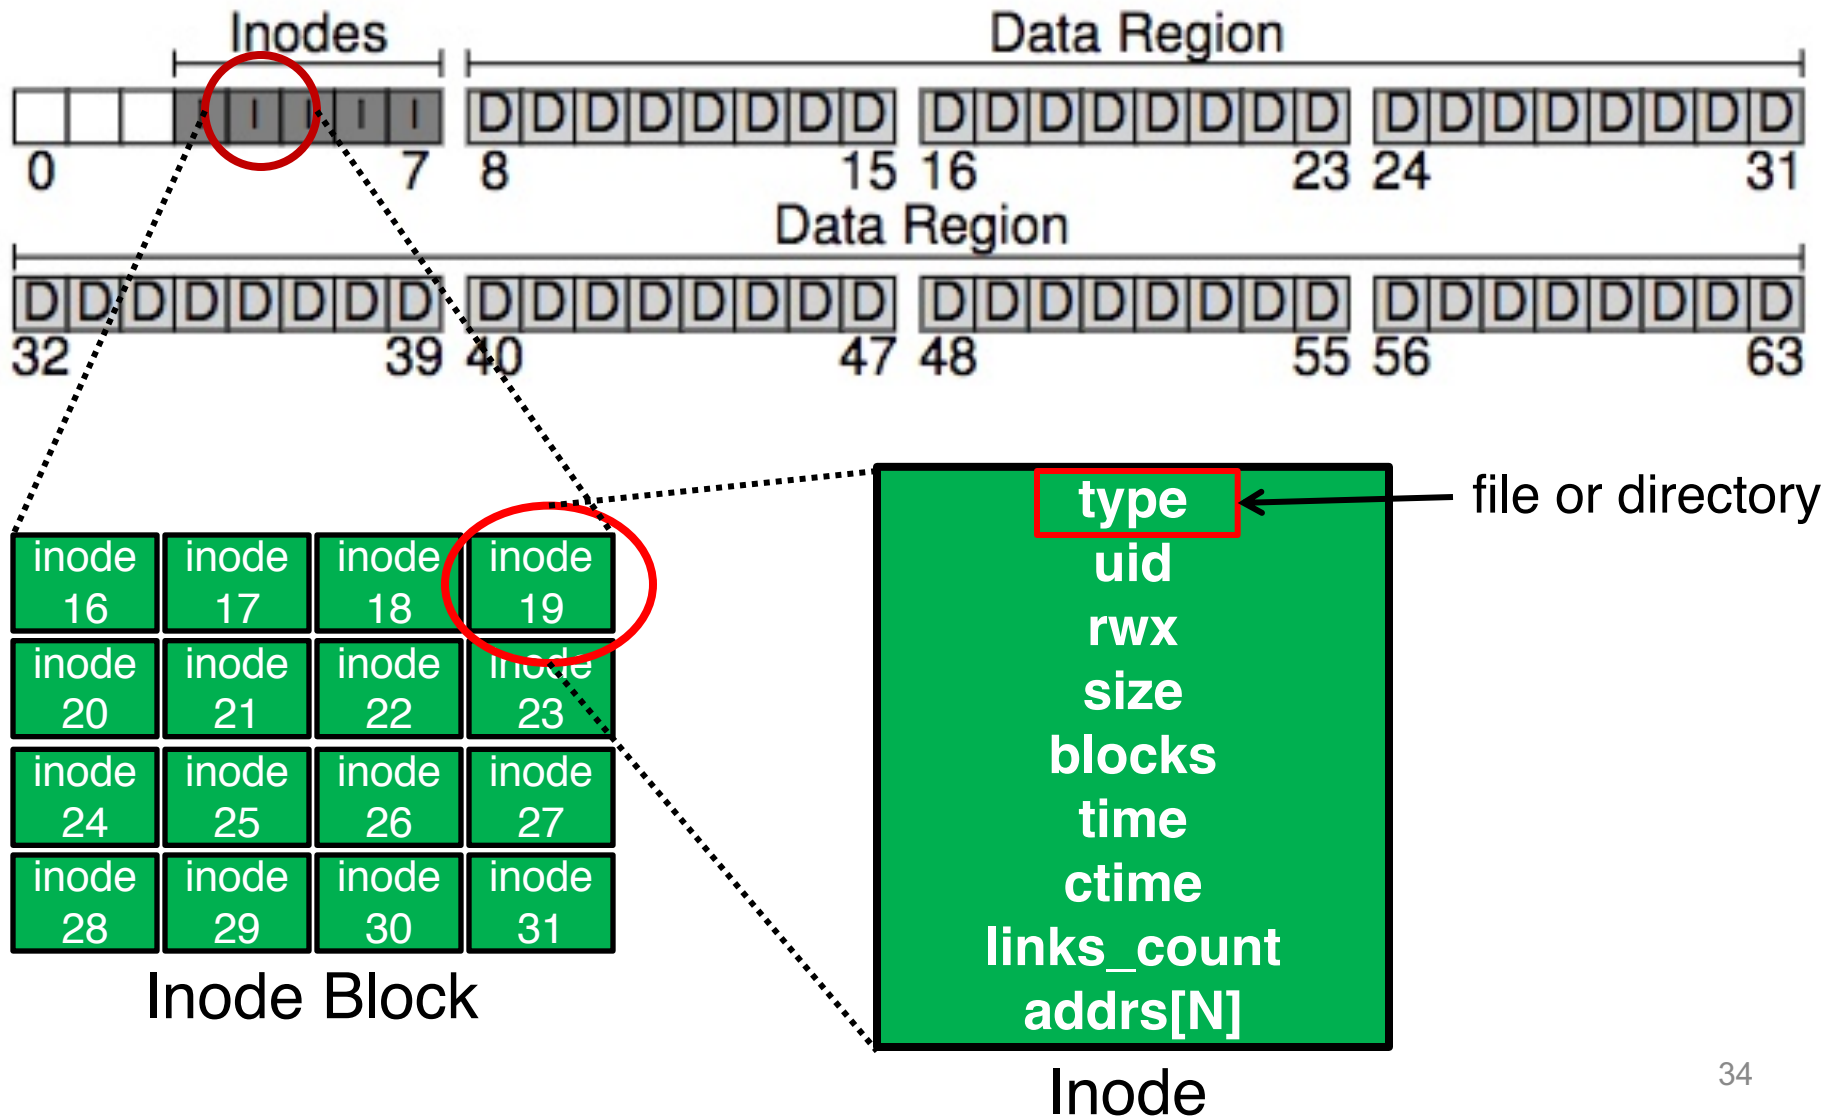 Inodes Data Region
I I I I I D D D D D D D D D D D D D D D D D D D D D D D D
0 7 8 15 16 23 24 31
Data Region
D D D D D D D D D D D D D D D D D D D D D D D D D D D D D D D D
32 39 40 47 48 55 56 63
inode 16 inode 17 inode 18 inode 19
inode 20 inode 21 inode 22 inode 23
inode 24 inode 25 inode 26 inode 27
inode 28 inode 29 inode 30 inode 31
Inode Block
type
uid
rwx
size
blocks
time
ctime
links_count
addrs[N]
Inode
file or directory
34